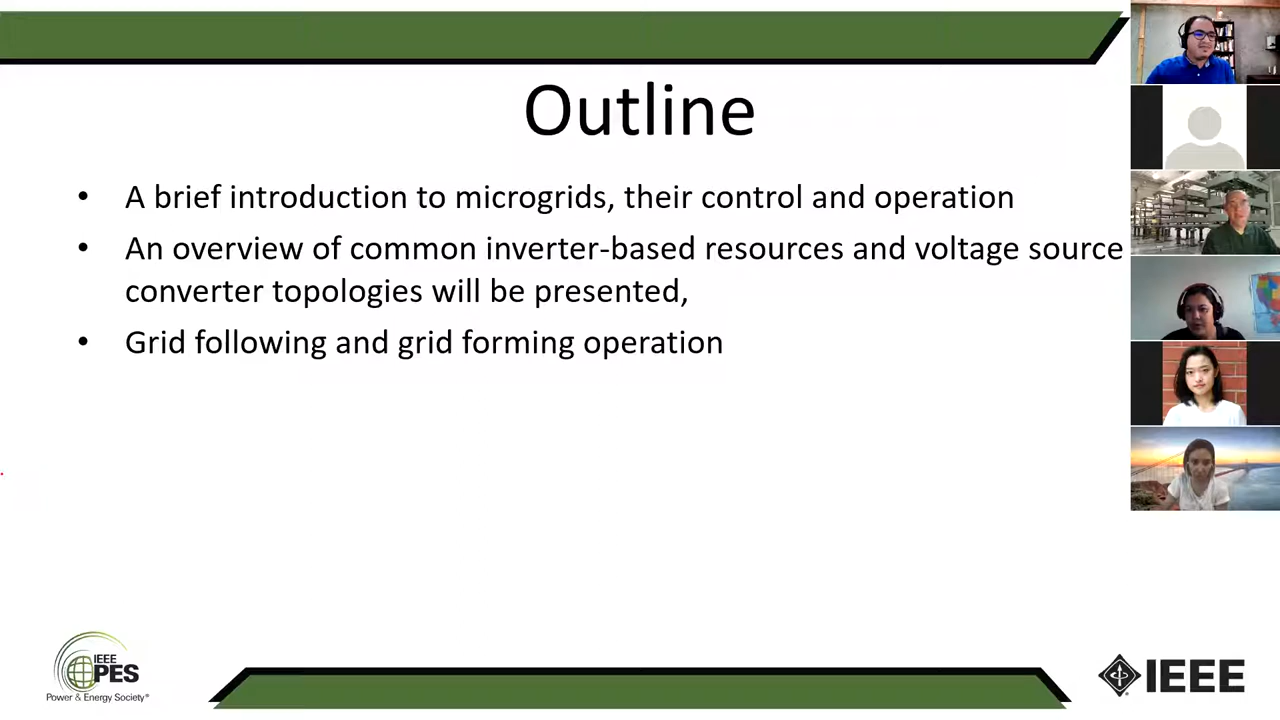 Outline
• A brief introduction to microgrids, their control and operation
• An overview of common inverter-based resources and voltage source
converter topologies will be presented,
• Grid following and grid forming operation
IEEE
PES
Power & Energy Society®
IEEE